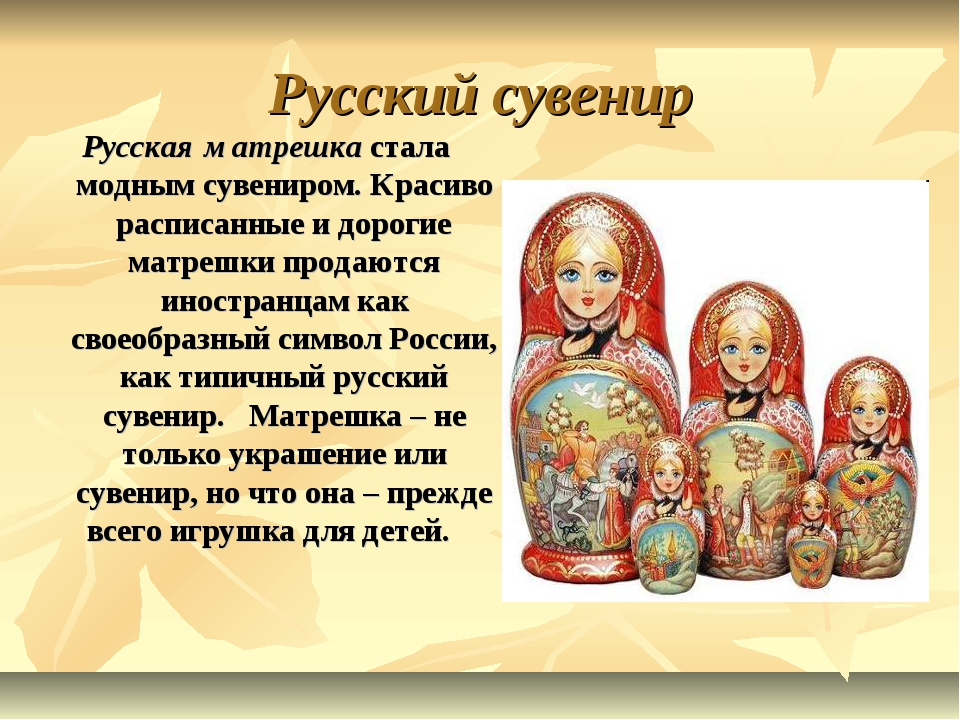 Русский сувенир
Русская матрешка стала
модным сувениром. Красиво
расписанные и дорогие
матрешки продаются
иностранцам как
своеобразный символ России,
как типичный русский
сувенир. Матрешка – не
только украшение или
сувенир, но что она – прежде
всего игрушка для детей.